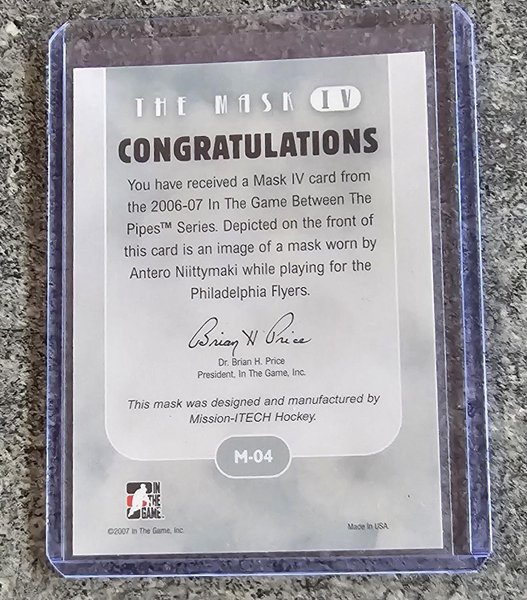 THE MASK IV
CONGRATULATIONS
You have received a Mask IV card from
the 2006-07 In The Game Between The
Pipes™ Series. Depicted on the front of
this card is an image of a mask worn by
Antero Niittymaki while playing for the
Philadelphia Flyers.
Brian H Price
Dr. Brian H. Price
President, In The Game, Inc.
This mask was designed and manufactured by
Mission-ITECH Hockey.
M-04
IN
THE
GAME
©2007 In The Game, Inc.
Made In USA